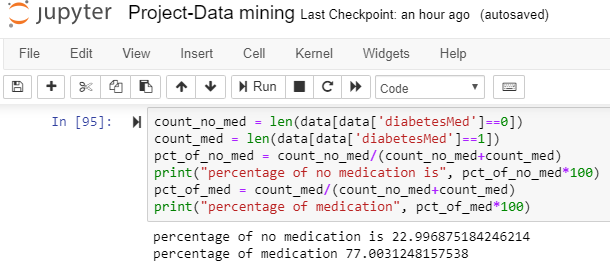 jupyter Project-Data mining Last Checkpoint: an hour ago (autosaved)
File Edit View Insert Cell Kernel Widgets Help
Run Code
In [95]: count_no_med = len(data[data['diabetesMed']==0])
count_med = len(data[data['diabetesMed']==1])
pct_of_no_med = count_no_med/(count_no_med+count_med)
print("percentage of no medication is", pct_of_no_med*100)
pct_of_med = count_med/(count_no_med+count_med)
print("percentage of medication", pct_of_med*100)
percentage of no medication is 22.996875184246214
percentage of medication 77.0031248157538